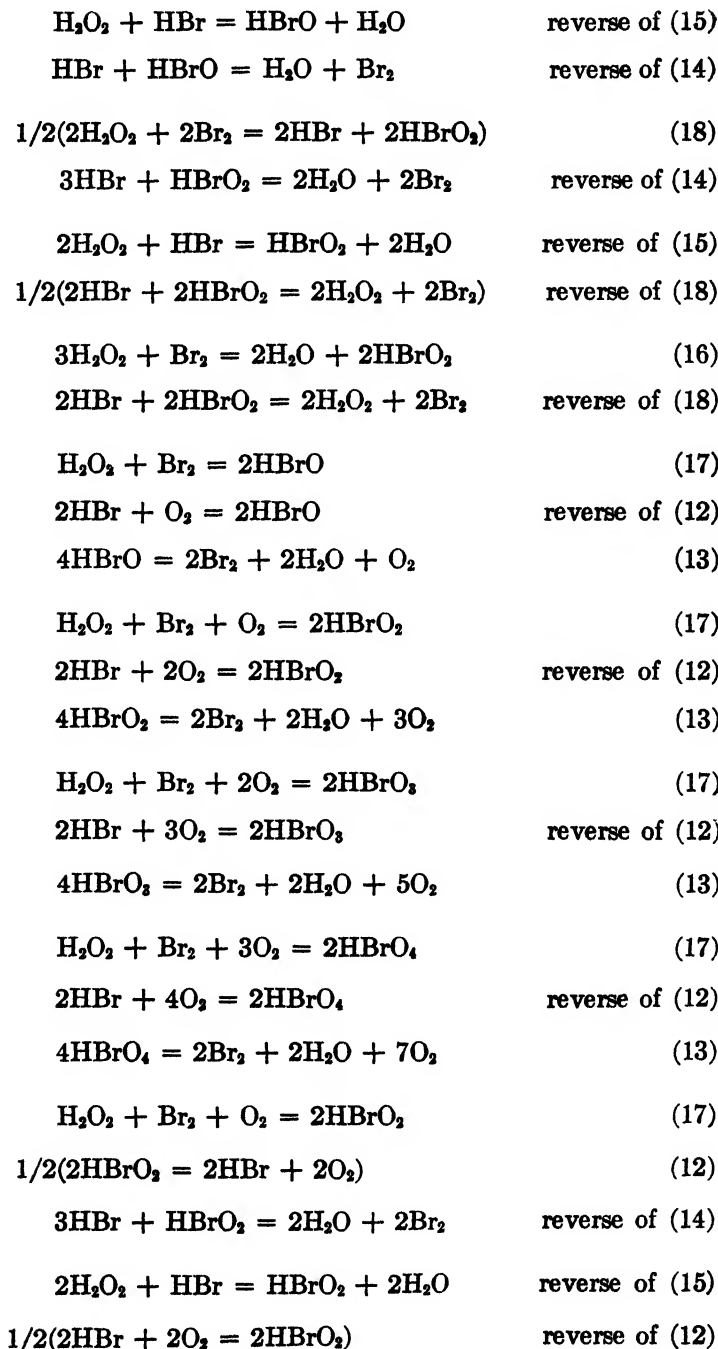 H₂O₂ + HBr = HBrO + H₂O reverse of (15)
HBr + HBrO = H₂O + Br₂ reverse of (14)
1/2(2H₂O₂ + 2Br₂ = 2HBr + 2HBrO₂) (18)
3HBr + HBrO₂ = 2H₂O + 2Br₂ reverse of (14)
2H₂O₂ + HBr = HBrO₂ + 2H₂O reverse of (15)
1/2(2HBr + 2HBrO₂ = 2H₂O₂ + 2Br₂) reverse of (18)
3H₂O₂ + Br₂ = 2H₂O + 2HBrO₂ (16)
2HBr + 2HBrO₂ = 2H₂O₂ + 2Br₂ reverse of (18)
H₂O₂ + Br₂ = 2HBrO (17)
2HBr + O₂ = 2HBrO reverse of (12)
4HBrO = 2Br₂ + 2H₂O + O₂ (13)
H₂O₂ + Br₂ + O₂ = 2HBrO₂ (17)
2HBr + 2O₂ = 2HBrO₂ reverse of (12)
4HBrO₂ = 2Br₂ + 2H₂O + 3O₂ (13)
H₂O₂ + Br₂ + 2O₂ = 2HBrO₃ (17)
2HBr + 3O₂ = 2HBrO₃ reverse of (12)
4HBrO₃ = 2Br₂ + 2H₂O + 5O₂ (13)
H₂O₂ + Br₂ + 3O₂ = 2HBrO₄ (17)
2HBr + 4O₂ = 2HBrO₄ reverse of (12)
4HBrO₄ = 2Br₂ + 2H₂O + 7O₂ (13)
H₂O₂ + Br₂ + O₂ = 2HBrO₂ (17)
1/2(2HBrO₂ = 2HBr + 2O₂) (12)
3HBr + HBrO₂ = 2H₂O + 2Br₂ reverse of (14)
2H₂O₂ + HBr = HBrO₂ + 2H₂O reverse of (15)
1/2(2HBr + 2O₂ = 2HBrO₂) reverse of (12)